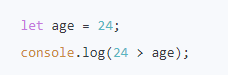 let age = 24;
console.log(24 > age);